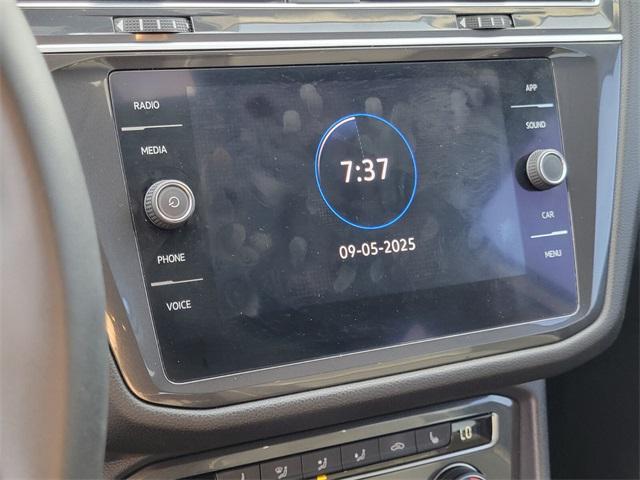 RADIO
MEDIA
PHONE
VOICE
7:37
09-05-2025
APP
SOUND
CAR
MENU
LO